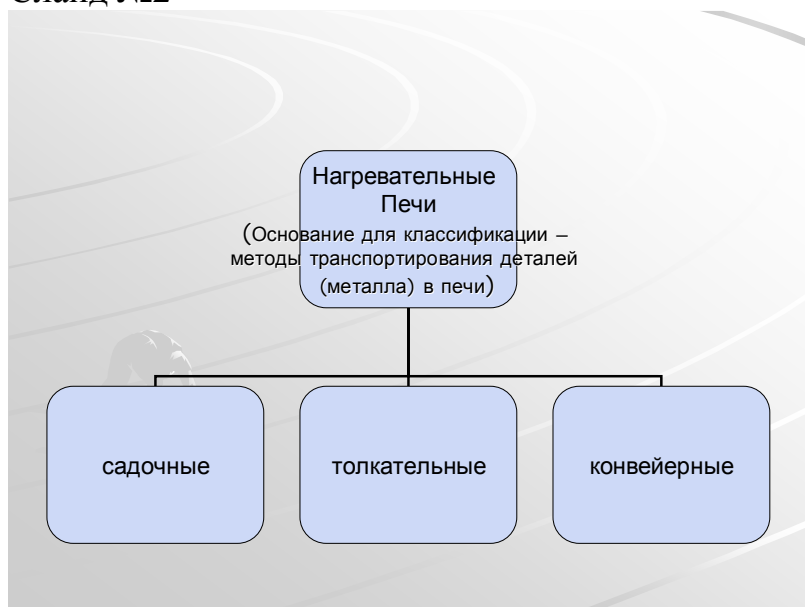 Нагревательные
Печи
(Основание для классификации –
методы транспортирования деталей
(металла) в печи)
садочные
толкательные
конвейерные